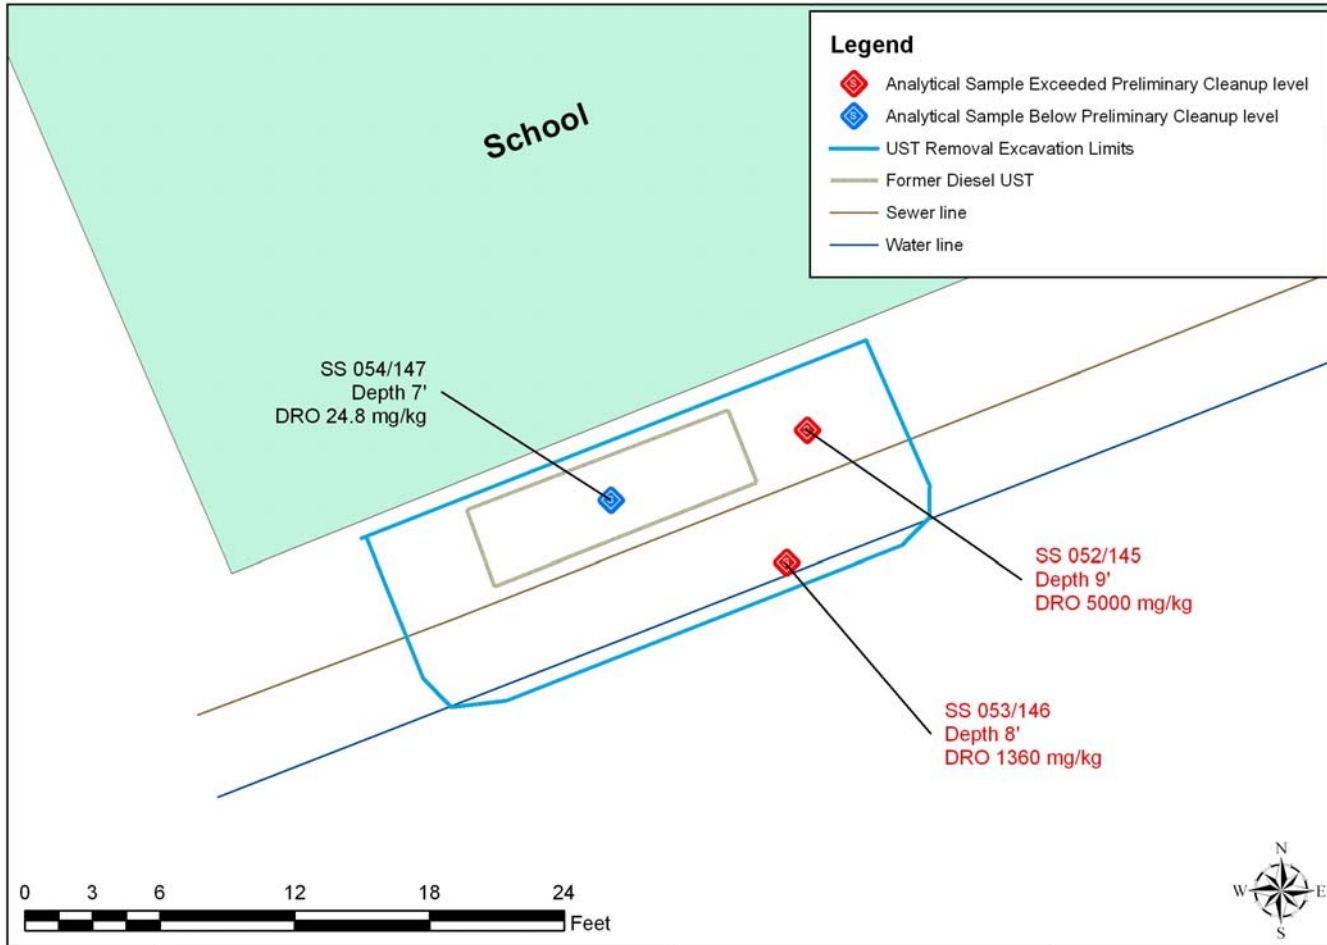 School
Legend
Analytical Sample Exceeded Preliminary Cleanup level
Analytical Sample Below Preliminary Cleanup level
UST Removal Excavation Limits
Former Diesel UST
Sewer line
Water line
SS 054/147
Depth 7'
DRO 24.8 mg/kg
SS 052/145
Depth 9'
DRO 5000 mg/kg
SS 053/146
Depth 8'
DRO 1360 mg/kg
0 3 6 12 18 24
Feet
N
W E
S